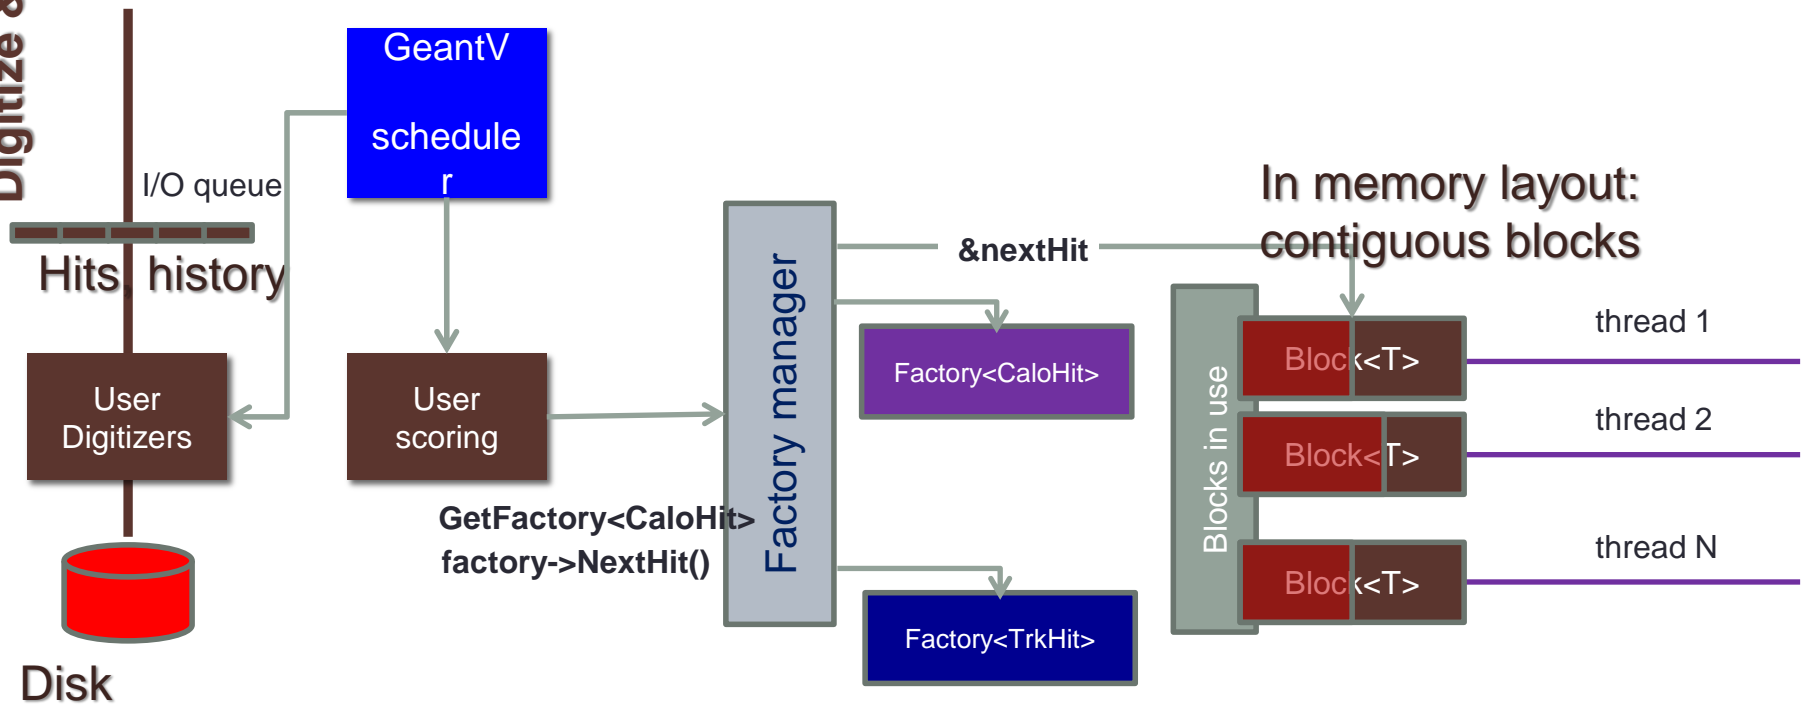 Digitize &
GeantV
schedule
r
I/O queue
Hits, history
User
Digitizers
User
scoring
GetFactory<CaloHit>
factory->NextHit()
Disk
Factory manager
&nextHit
Factory<CaloHit>
Factory<TrkHit>
In memory layout:
contiguous blocks
Blocks in use
Block<T>
Block<T>
Block<T>
thread 1
thread 2
thread N